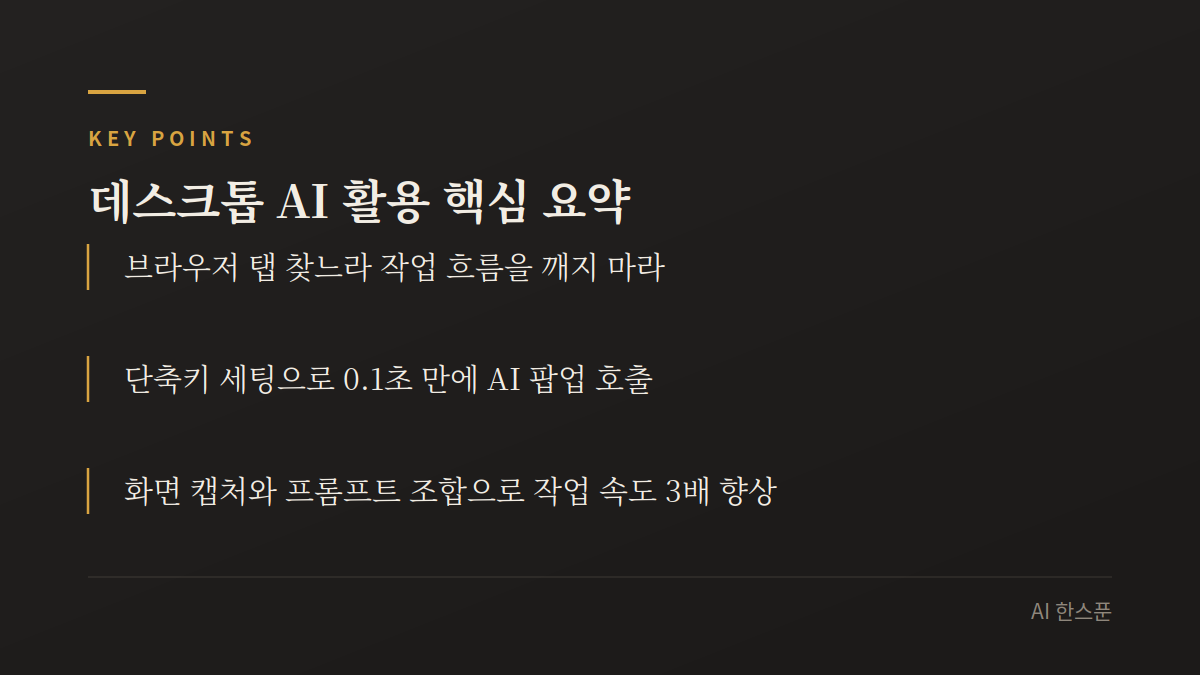 KEY POINTS
데스크톱 AI 활용 핵심 요약
브라우저 탭 찾느라 작업 흐름을 깨지 마라
단축키 세팅으로 0.1초 만에 AI 팝업 호출
화면 캡처와 프롬프트 조합으로 작업 속도 3배 향상
AI 한스푼